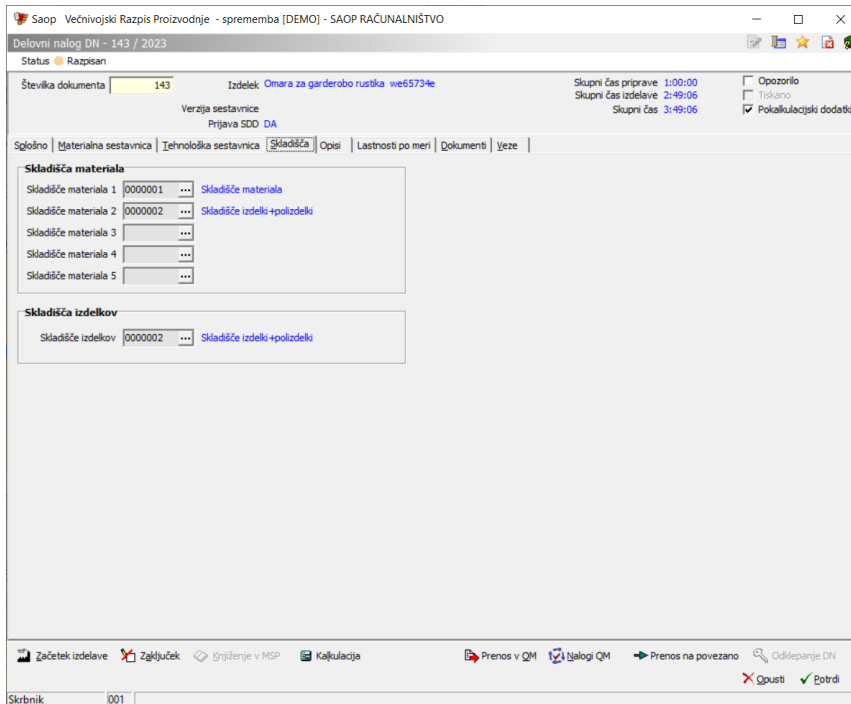 Saop Večnivojski Razpis Proizvodnje - sprememba [DEMO] - SAOP RAČUNALNIŠTVO
Delovni nalog DN - 143 / 2023
Status Razpisan
Številka dokumenta 143 Izdelek Omara za garderobo rustika we65734e Skupni čas priprave 1:00:00 Opozorilo
Skupni čas izdelave 2:49:06 Tiskano
Verzija sestavnice Skupni čas 3:49:06 Pokalkulacijski dodatki
Prijava SDD DA
Splošno Materialna sestavnica Tehnološka sestavnica Skladišča Opisi Lastnosti po meri Dokumenti Veze
Skladišča materiala
Skladišče materiala 1 0000001 ... Skladišče materiala
Skladišče materiala 2 0000002 ... Skladišče izdelki+polizdelki
Skladišče materiala 3 ...
Skladišče materiala 4 ...
Skladišče materiala 5 ...
Skladišča izdelkov
Skladišče izdelkov 0000002 ... Skladišče izdelki+polizdelki
Začetek izdelave Zaključek Knjiženje v MSP Kalkulacija Prenos v QM Nalogi QM Prenos na povezano Odklepanje DN
Opusti Potrdi
Skrbnik 001